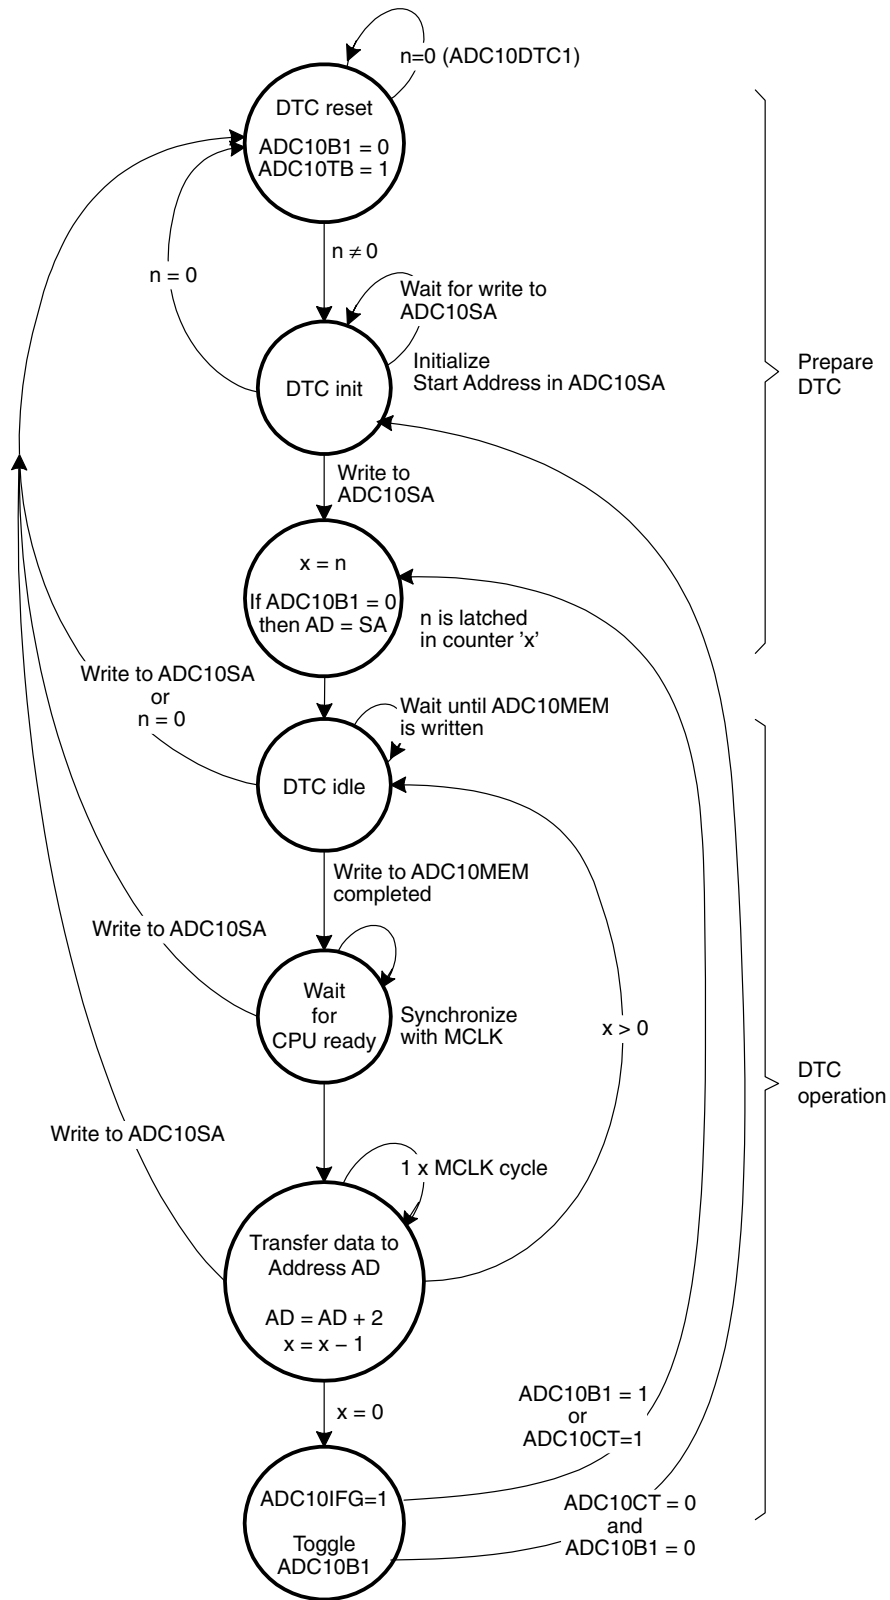 n=0 (ADC10DTC1)
DTC reset
ADC10B1 = 0
ADC10TB = 1
n ≠ 0
n = 0
Wait for write to
ADC10SA
DTC init
Initialize
Start Address in ADC10SA
Prepare
DTC
Write to
ADC10SA
x = n
If ADC10B1 = 0
then AD = SA
n is latched
in counter ’x’
Write to ADC10SA
or
n = 0
Wait until ADC10MEM
is written
DTC idle
Write to ADC10MEM
completed
Write to ADC10SA
Wait
for
CPU ready
Synchronize
with MCLK
x > 0
DTC
operation
Write to ADC10SA
1 x MCLK cycle
Transfer data to
Address AD
AD = AD + 2
x = x − 1
x = 0
ADC10B1 = 1
or
ADC10CT=1
ADC10IFG=1
Toggle
ADC10B1
ADC10CT = 0
and
ADC10B1 = 0